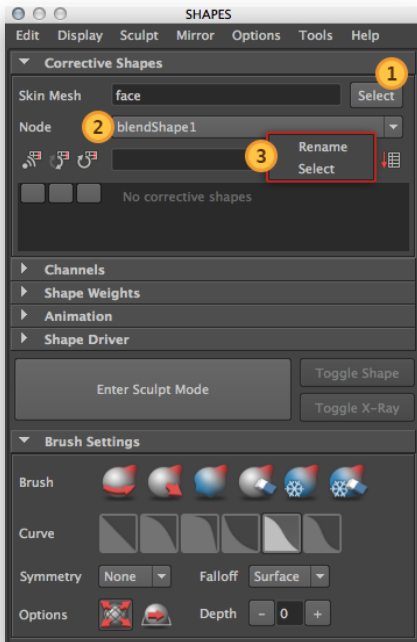 SHAPES
Edit Display Sculpt Mirror Options Tools Help
Corrective Shapes
1
Skin Mesh face Select
Node 2 blendShape1
3 Rename
Select
No corrective shapes
Channels
Shape Weights
Animation
Shape Driver
Enter Sculpt Mode
Toggle Shape
Toggle X-Ray
Brush Settings
Brush
Curve
Symmetry None Falloff Surface
Options Depth - 0 +